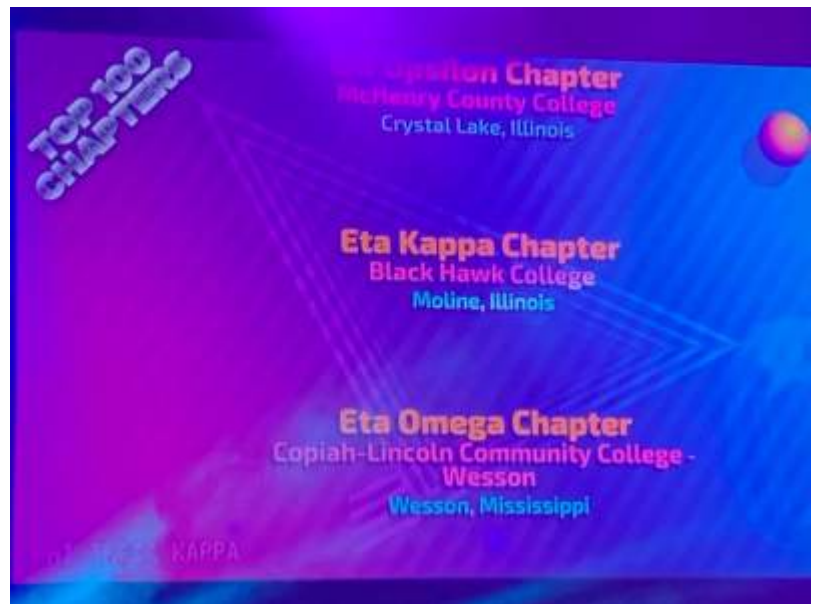 TOP 100
CHAPTERS
Epsilon Chapter
McHenry County College
Crystal Lake, Illinois
Eta Kappa Chapter
Black Hawk College
Moline, Illinois
Eta Omega Chapter
Copiah-Lincoln Community College -
Wesson
Wesson, Mississippi
KAPPA